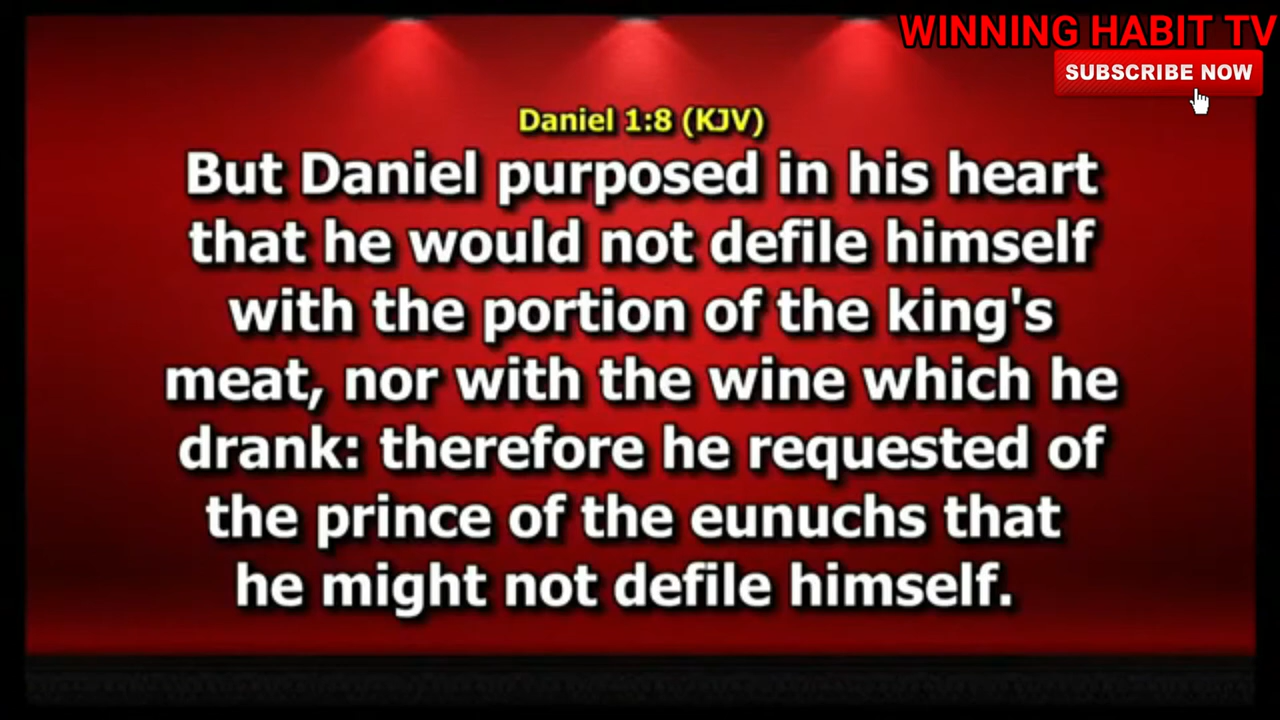 WINNING HABIT TV
SUBSCRIBE NOW
Daniel 1:8 (KJV)
But Daniel purposed in his heart
that he would not defile himself
with the portion of the king's
meat, nor with the wine which he
drank: therefore he requested of
the prince of the eunuchs that
he might not defile himself.